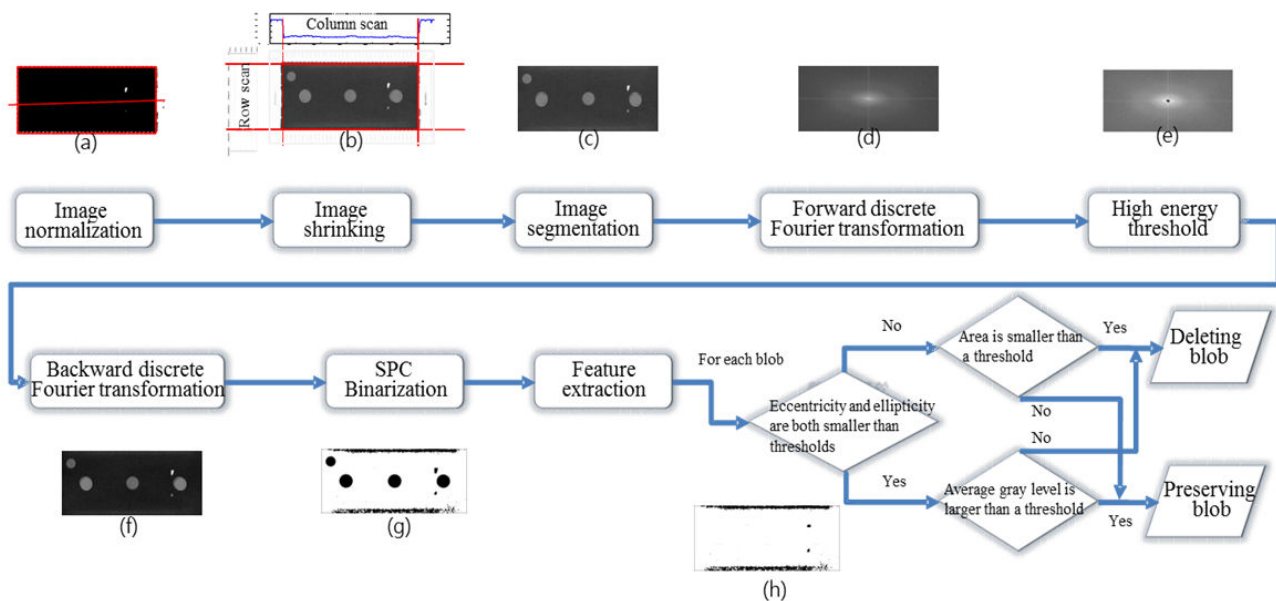 Column scan
Row scan
(a)
(b)
(c)
(d)
(e)
Image
normalization
Image
shrinking
Image
segmentation
Forward discrete
Fourier transformation
High energy
threshold
Backward discrete
Fourier transformation
SPC
Binarization
Feature
extraction
For each blob
Eccentricity and ellipticity
are both smaller than
thresholds
No
Area is smaller than
a threshold
Yes
Deleting
blob
No
No
Yes
Average gray level is
larger than a threshold
Yes
Preserving
blob
(f)
(g)
(h)